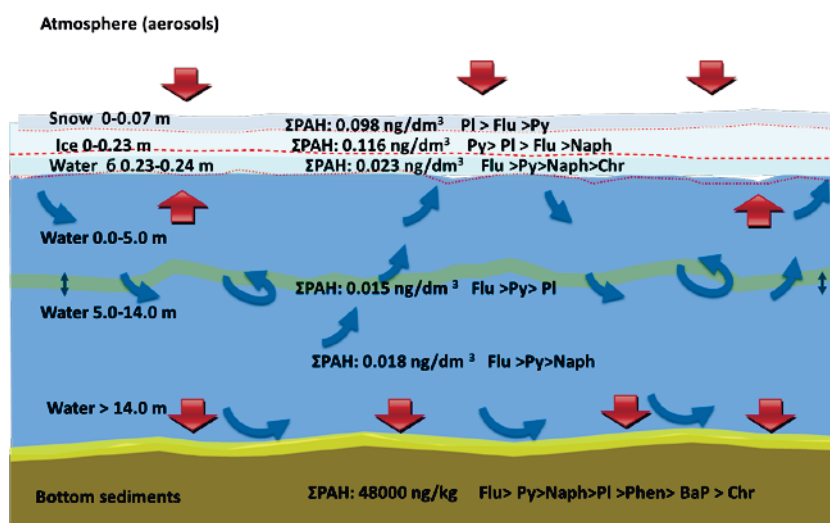 Atmosphere (aerosols)
Snow 0-0.07 m ΣPAH: 0.098 ng/dm³ Pl > Flu >Py
Ice 0-0.23 m ΣPAH: 0.116 ng/dm³ Py> Pl > Flu >Naph
Water 6 0.23-0.24 m ΣPAH: 0.023 ng/dm³ Flu >Py>Naph>Chr
Water 0.0-5.0 m
ΣPAH: 0.015 ng/dm ³ Flu >Py> Pl
Water 5.0-14.0 m
ΣPAH: 0.018 ng/dm ³ Flu >Py>Naph
Water > 14.0 m
Bottom sediments ΣPAH: 48000 ng/kg Flu> Py>Naph>Pl >Phen> BaP > Chr